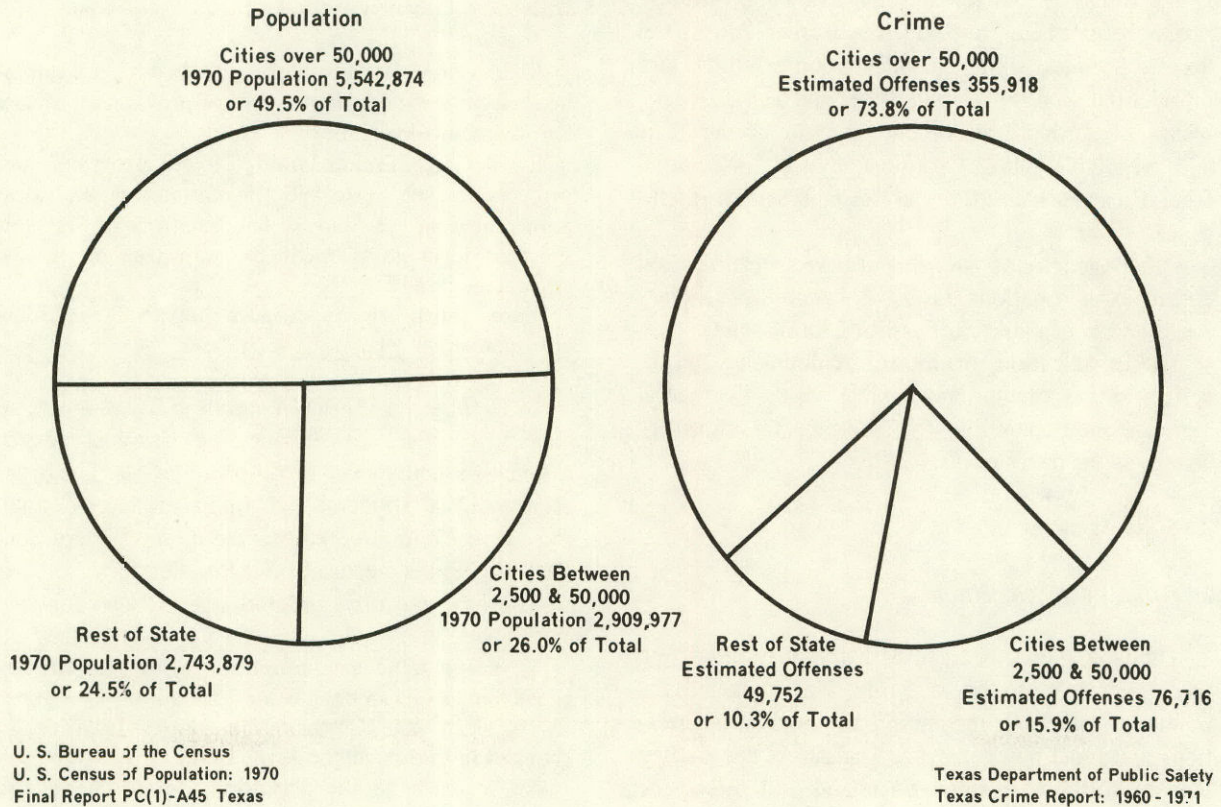 Population
Cities over 50,000
1970 Population 5,542,874
or 49.5% of Total
Cities Between
2,500 & 50,000
1970 Population 2,909,977
or 26.0% of Total
Rest of State
1970 Population 2,743,879
or 24.5% of Total
U. S. Bureau of the Census
U. S. Census of Population: 1970
Final Report PC(1)-A45 Texas
Crime
Cities over 50,000
Estimated Offenses 355,918
or 73.8% of Total
Rest of State
Estimated Offenses
49,752
or 10.3% of Total
Cities Between
2,500 & 50,000
Estimated Offenses 76,716
or 15.9% of Total
Texas Department of Public Safety
Texas Crime Report: 1960 - 1971